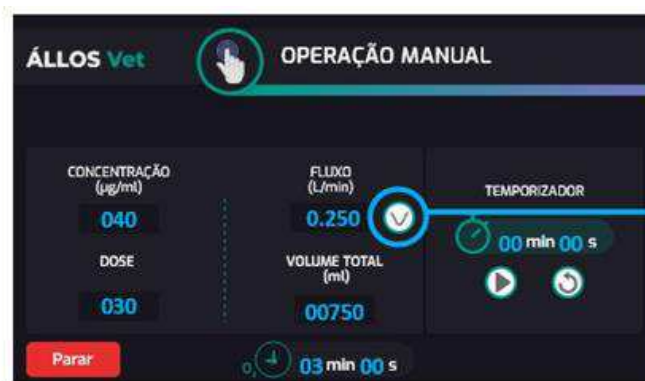 ÁLLOS Vet
OPERAÇÃO MANUAL
CONCENTRAÇÃO
(µg/ml)
040
DOSE
030
FLUXO
(L/min)
0.250
VOLUME TOTAL
(ml)
00750
TEMPORIZADOR
00 min 00 s
Parar
03 min 00 s